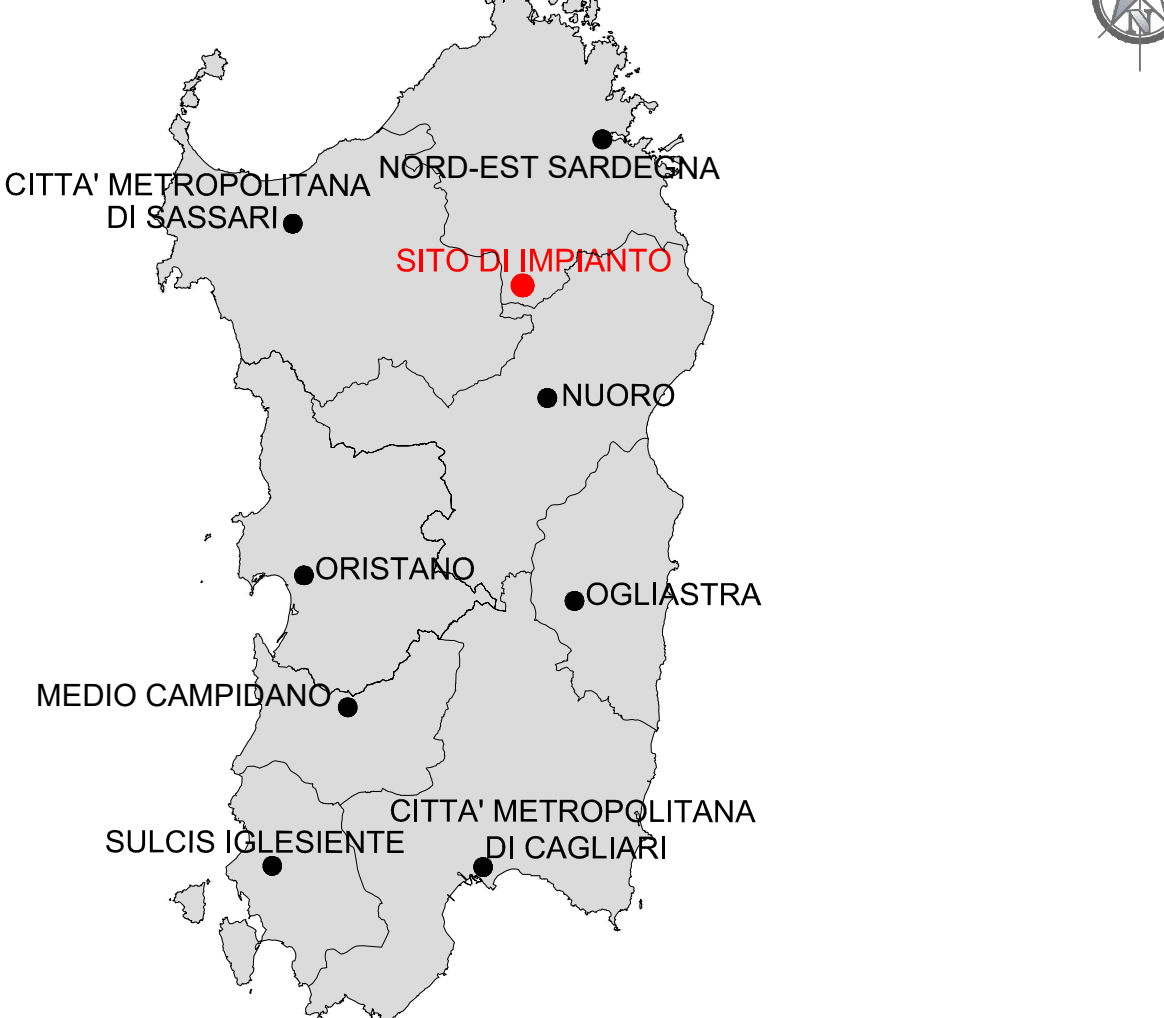 N
NORD-EST SARDEGNA
CITTA' METROPOLITANA
DI SASSARI
SITO DI IMPIANTO
NUORO
ORISTANO
OGLIASTRA
MEDIO CAMPIDANO
CITTA' METROPOLITANA
DI CAGLIARI
SULCIS IGLESIENTE